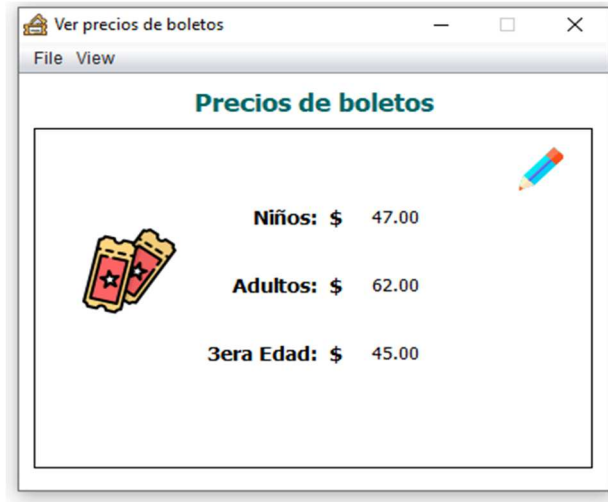 Ver precios de boletos
File View
Precios de boletos
Niños: $ 47.00
Adultos: $ 62.00
3era Edad: $ 45.00